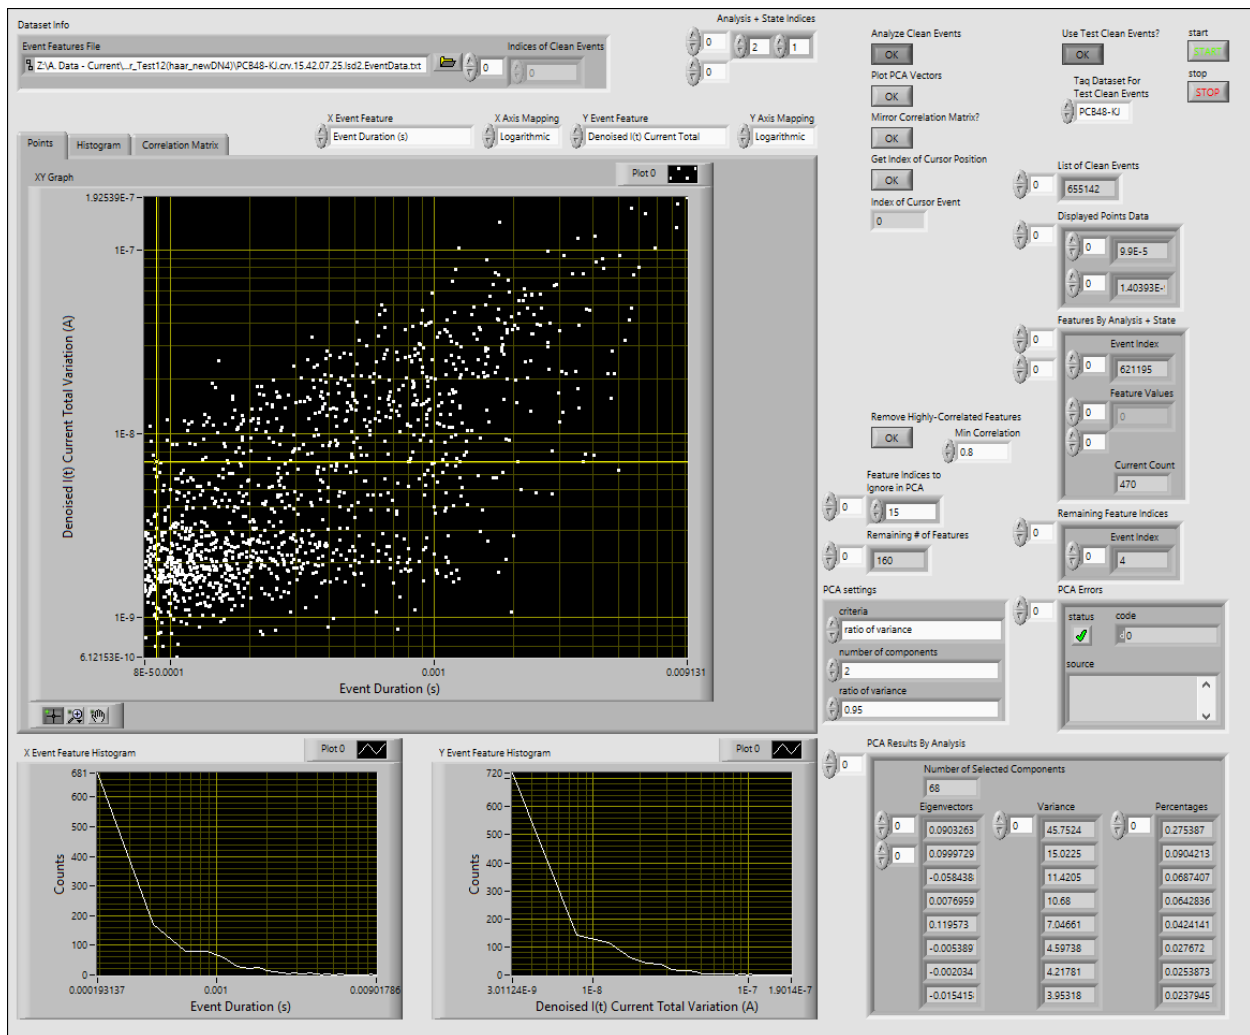 Dataset Info
Event Features File
Z:\A. Data - Current\...r_Test12(haar_newDN4)\PCB48-KJ.crv.15.42.07.25.lsd2.EventData.txt
0
Indices of Clean Events
0
Analysis + State Indices
0
2
1
0
Analyze Clean Events
OK
Plot PCA Vectors
OK
Mirror Correlation Matrix?
OK
Get Index of Cursor Position
OK
Index of Cursor Event
0
Use Test Clean Events?
OK
Taq Dataset For
Test Clean Events
PCB48-KJ
start
START
stop
STOP
X Event Feature
Event Duration (s)
X Axis Mapping
Logarithmic
Y Event Feature
Denoised I(t) Current Total
Y Axis Mapping
Logarithmic
Points
Histogram
Correlation Matrix
XY Graph
Plot 0
1.92539E-7
1E-7
1E-8
1E-9
6.12153E-10
Denoised I(t) Current Total Variation (A)
8E-5
0.0001
0.001
0.009131
Event Duration (s)
List of Clean Events
0
655142
Displayed Points Data
0
0
9.9E-5
0
1.40393E-
Features By Analysis + State
0
0
Event Index
0
621195
Feature Values
0
0
0
Current Count
470
Remove Highly-Correlated Features
OK
Min Correlation
0.8
Feature Indices to
Ignore in PCA
0
15
Remaining # of Features
0
160
Remaining Feature Indices
0
Event Index
0
4
PCA settings
criteria
ratio of variance
number of components
2
ratio of variance
0.95
PCA Errors
0
status
code
d0
source
X Event Feature Histogram
Plot 0
681
600
500
400
300
200
100
0
Counts
0.000193137
0.001
0.00901786
Event Duration (s)
Y Event Feature Histogram
Plot 0
720
600
500
400
300
200
100
0
Counts
3.01124E-9
1E-8
1E-7
1.9014E-7
Denoised I(t) Current Total Variation (A)
PCA Results By Analysis
0
Number of Selected Components
68
Eigenvectors
0
0
0.0903263
0.0999729
-0.058438
0.0076959
0.119573
-0.005389
-0.002034
-0.015415
Variance
0
45.7524
15.0225
11.4205
10.68
7.04661
4.59738
4.21781
3.95318
Percentages
0
0.275387
0.0904213
0.0687407
0.0642836
0.0424141
0.027672
0.0253873
0.0237945